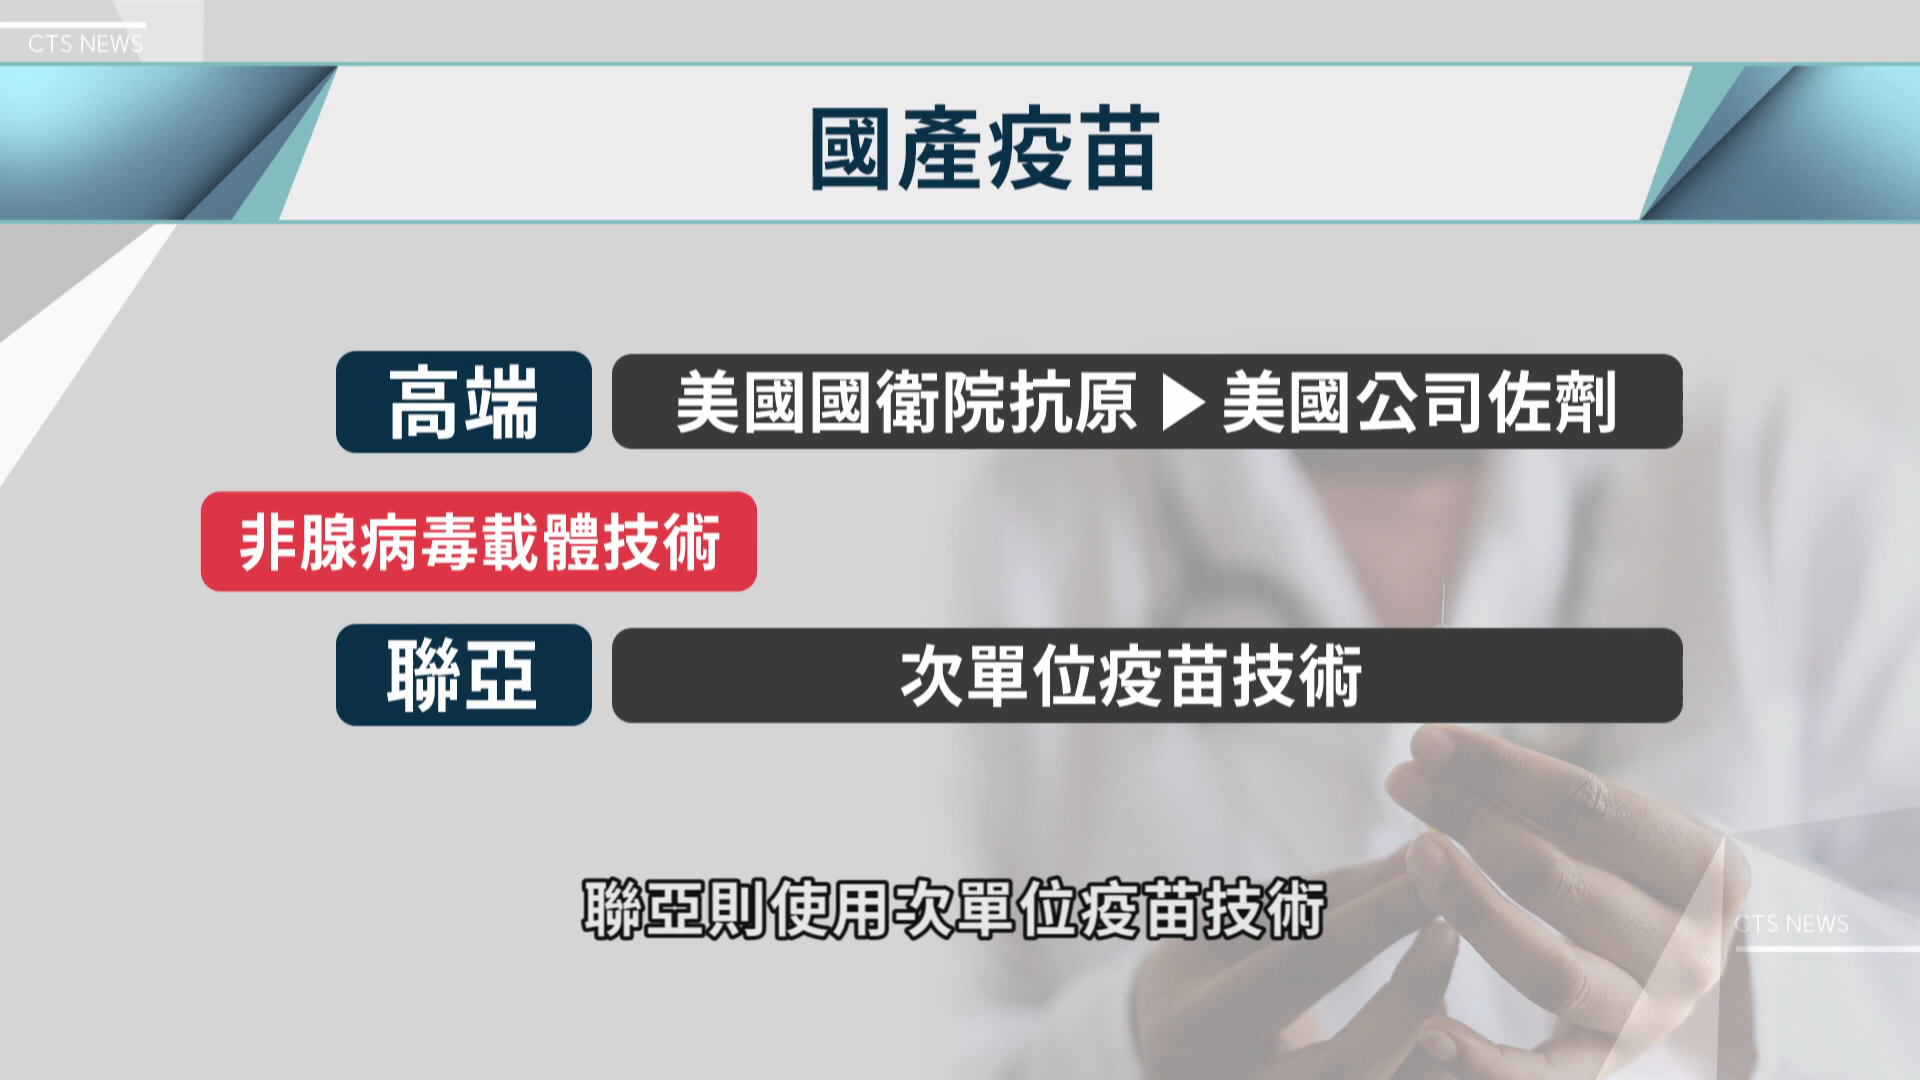 CTS NEWS
國產疫苗
高端 美國國衛院抗原▶美國公司佐劑
非腺病毒載體技術
聯亞 次單位疫苗技術
聯亞則使用次單位疫苗技術
CTS NEWS